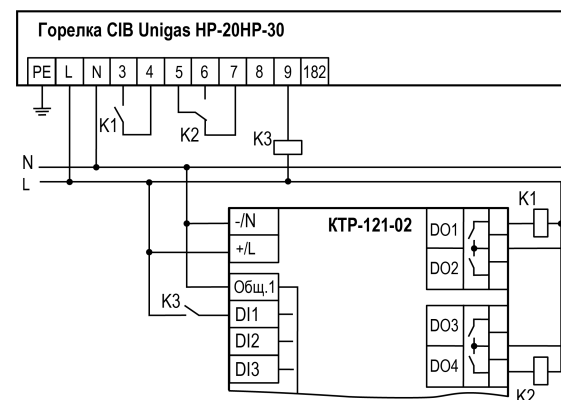 Горелка CIB Unigas HP-20HP-30
PE L N 3 4 5 6 7 8 9 182
K1
K2
K3
N
L
K1
-/N
КТР-121-02
DO1
+/L
DO2
Общ.1
K3
DI1
DO3
DI2
DI3
DO4
K2